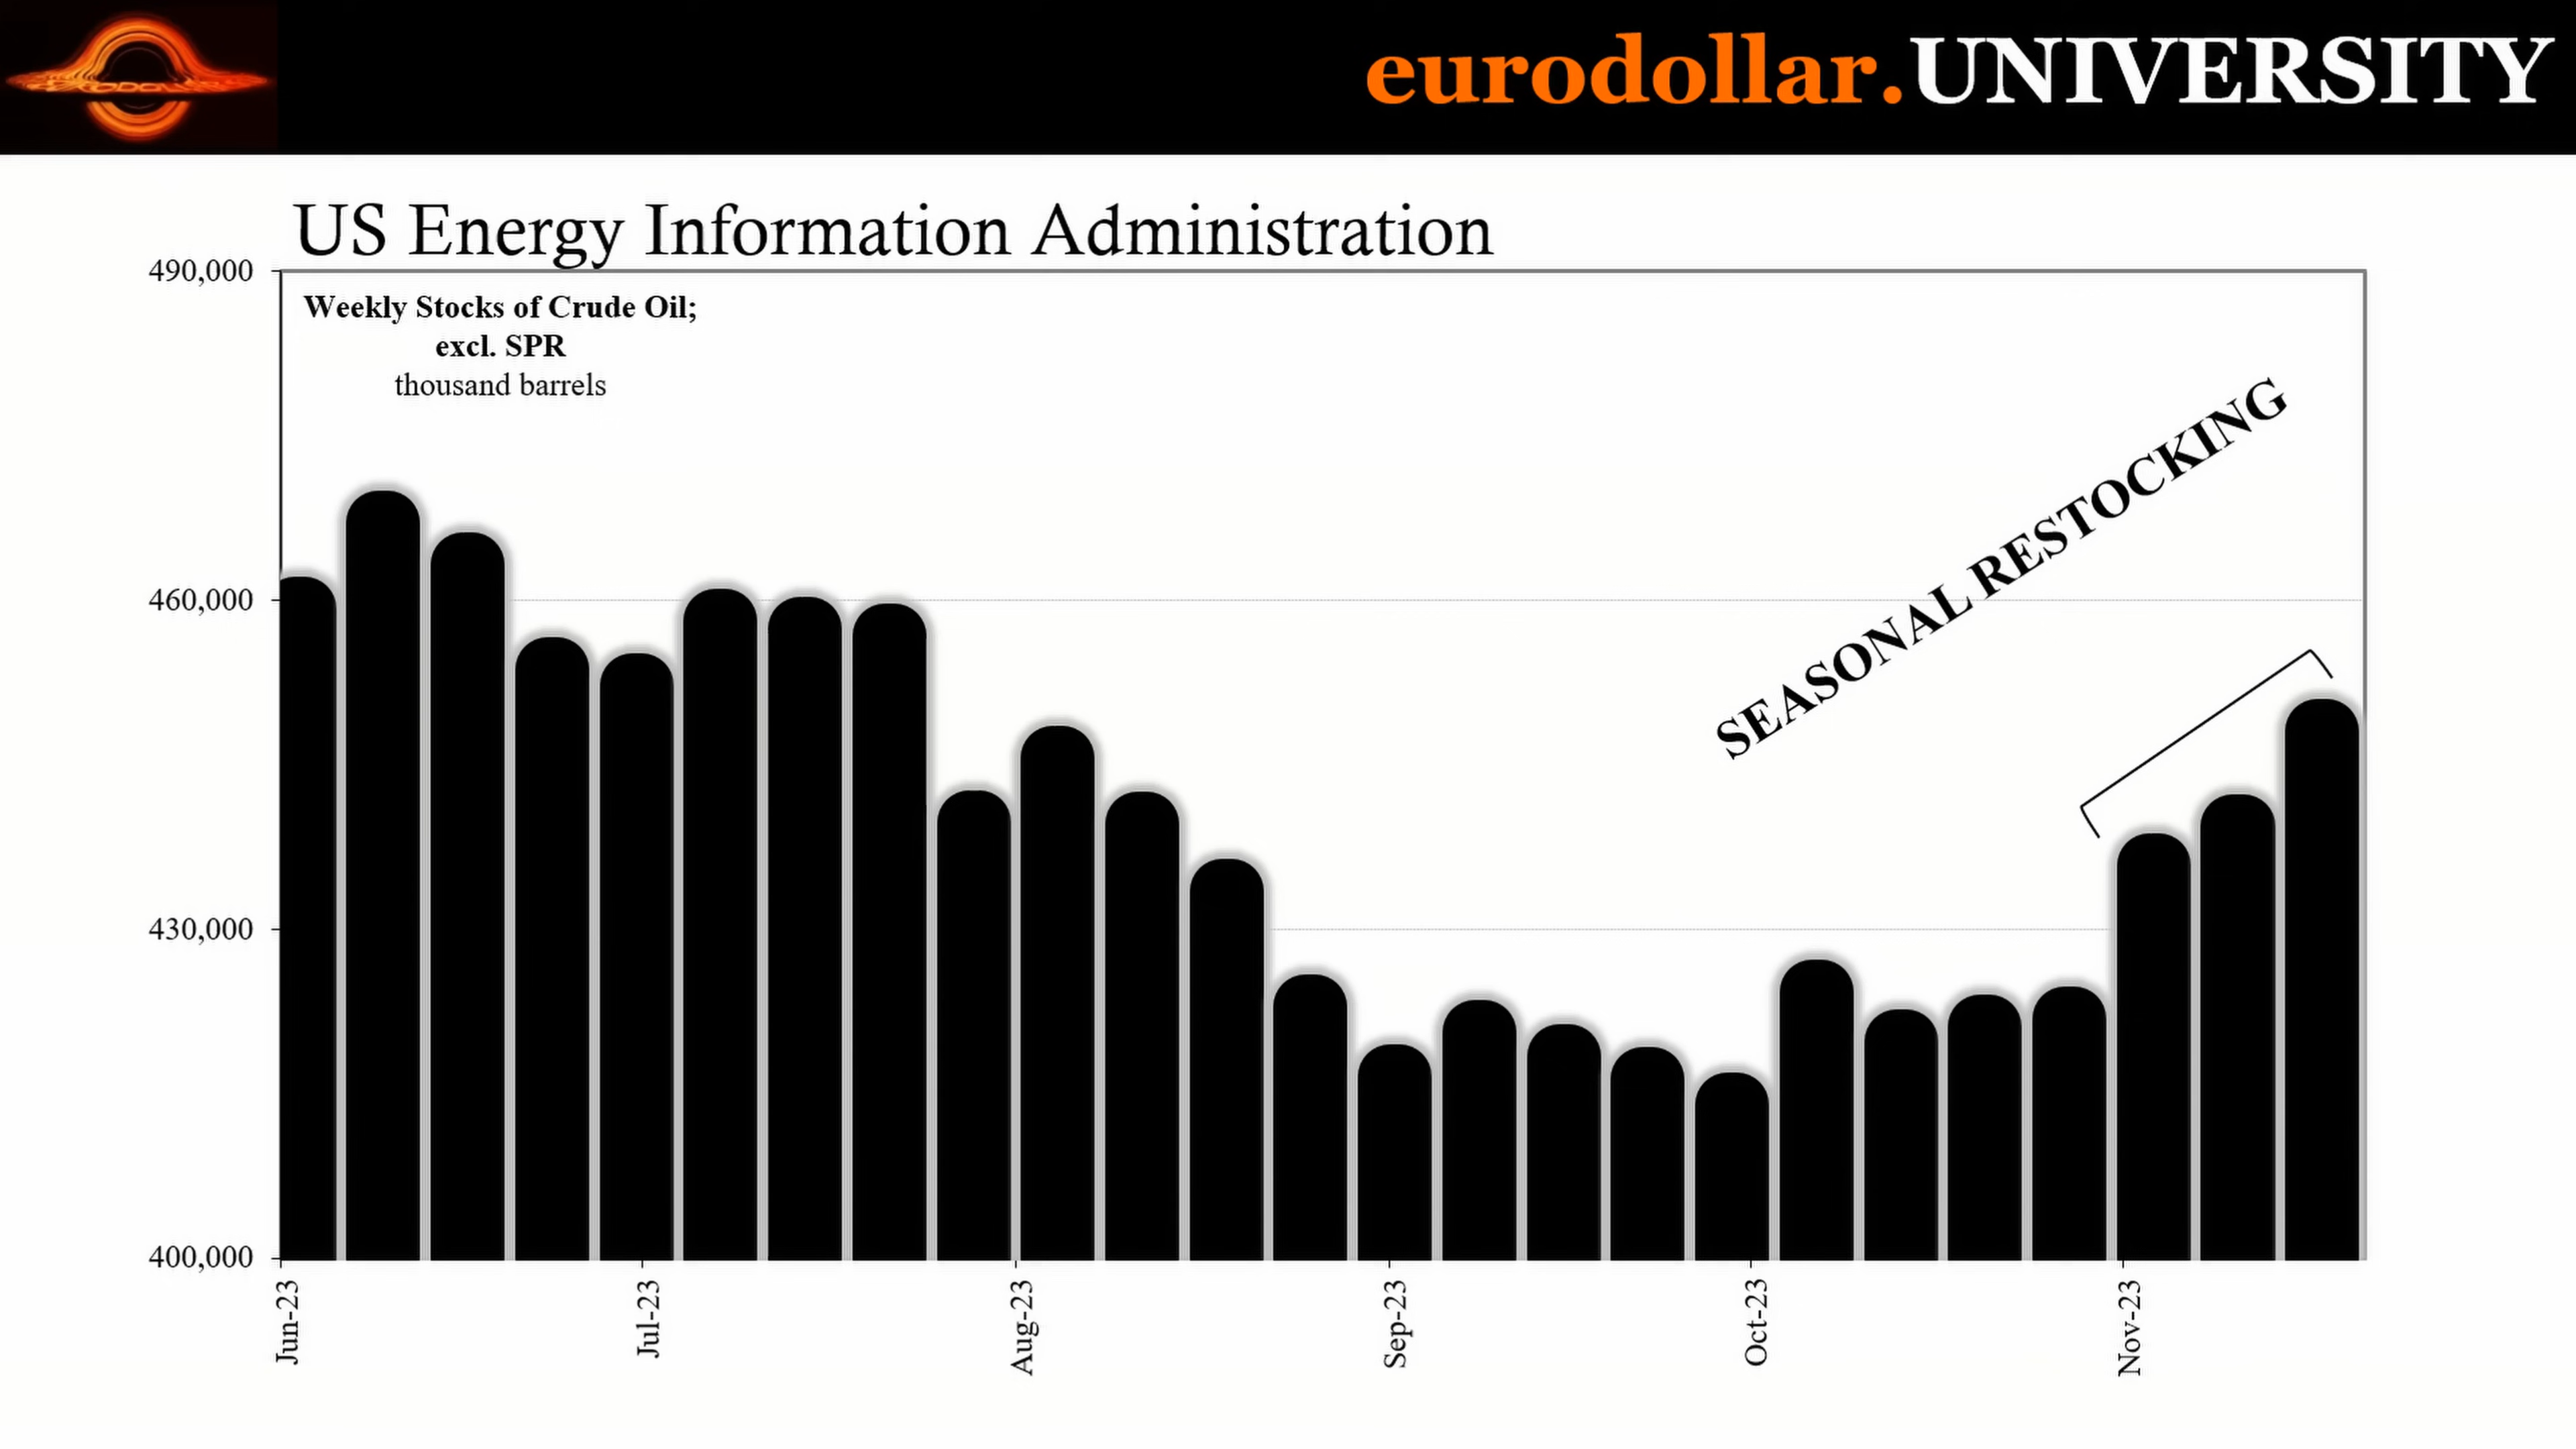 eurodollar.UNIVERSITY
US Energy Information Administration
490,000
Weekly Stocks of Crude Oil;
excl. SPR
thousand barrels
SEASONAL RESTOCKING
460,000
430,000
400,000
Jun-23
Jul-23
Aug-23
Sep-23
Oct-23
Nov-23